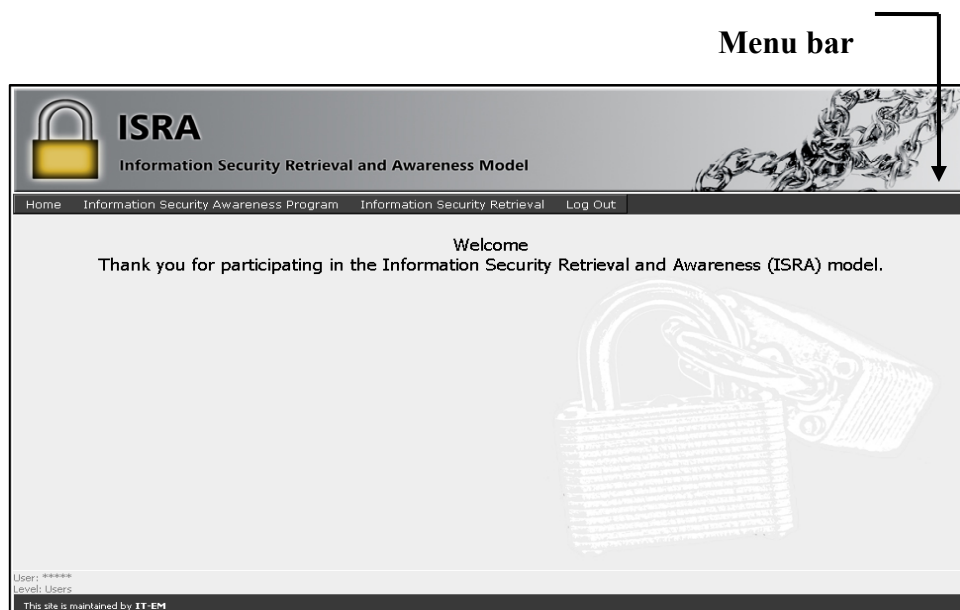 Menu bar
ISRA
Information Security Retrieval and Awareness Model
Home Information Security Awareness Program Information Security Retrieval Log Out
Welcome
Thank you for participating in the Information Security Retrieval and Awareness (ISRA) model.
User: *****
Level: Users
This site is maintained by IT-EM